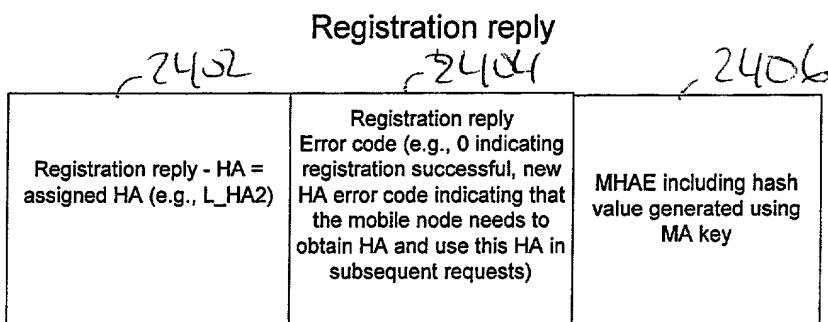 Registration reply
2402
2404
2406
Registration reply - HA =
assigned HA (e.g., L_HA2)
Registration reply
Error code (e.g., 0 indicating
registration successful, new
HA error code indicating that
the mobile node needs to
obtain HA and use this HA in
subsequent requests)
MHAE including hash
value generated using
MA key